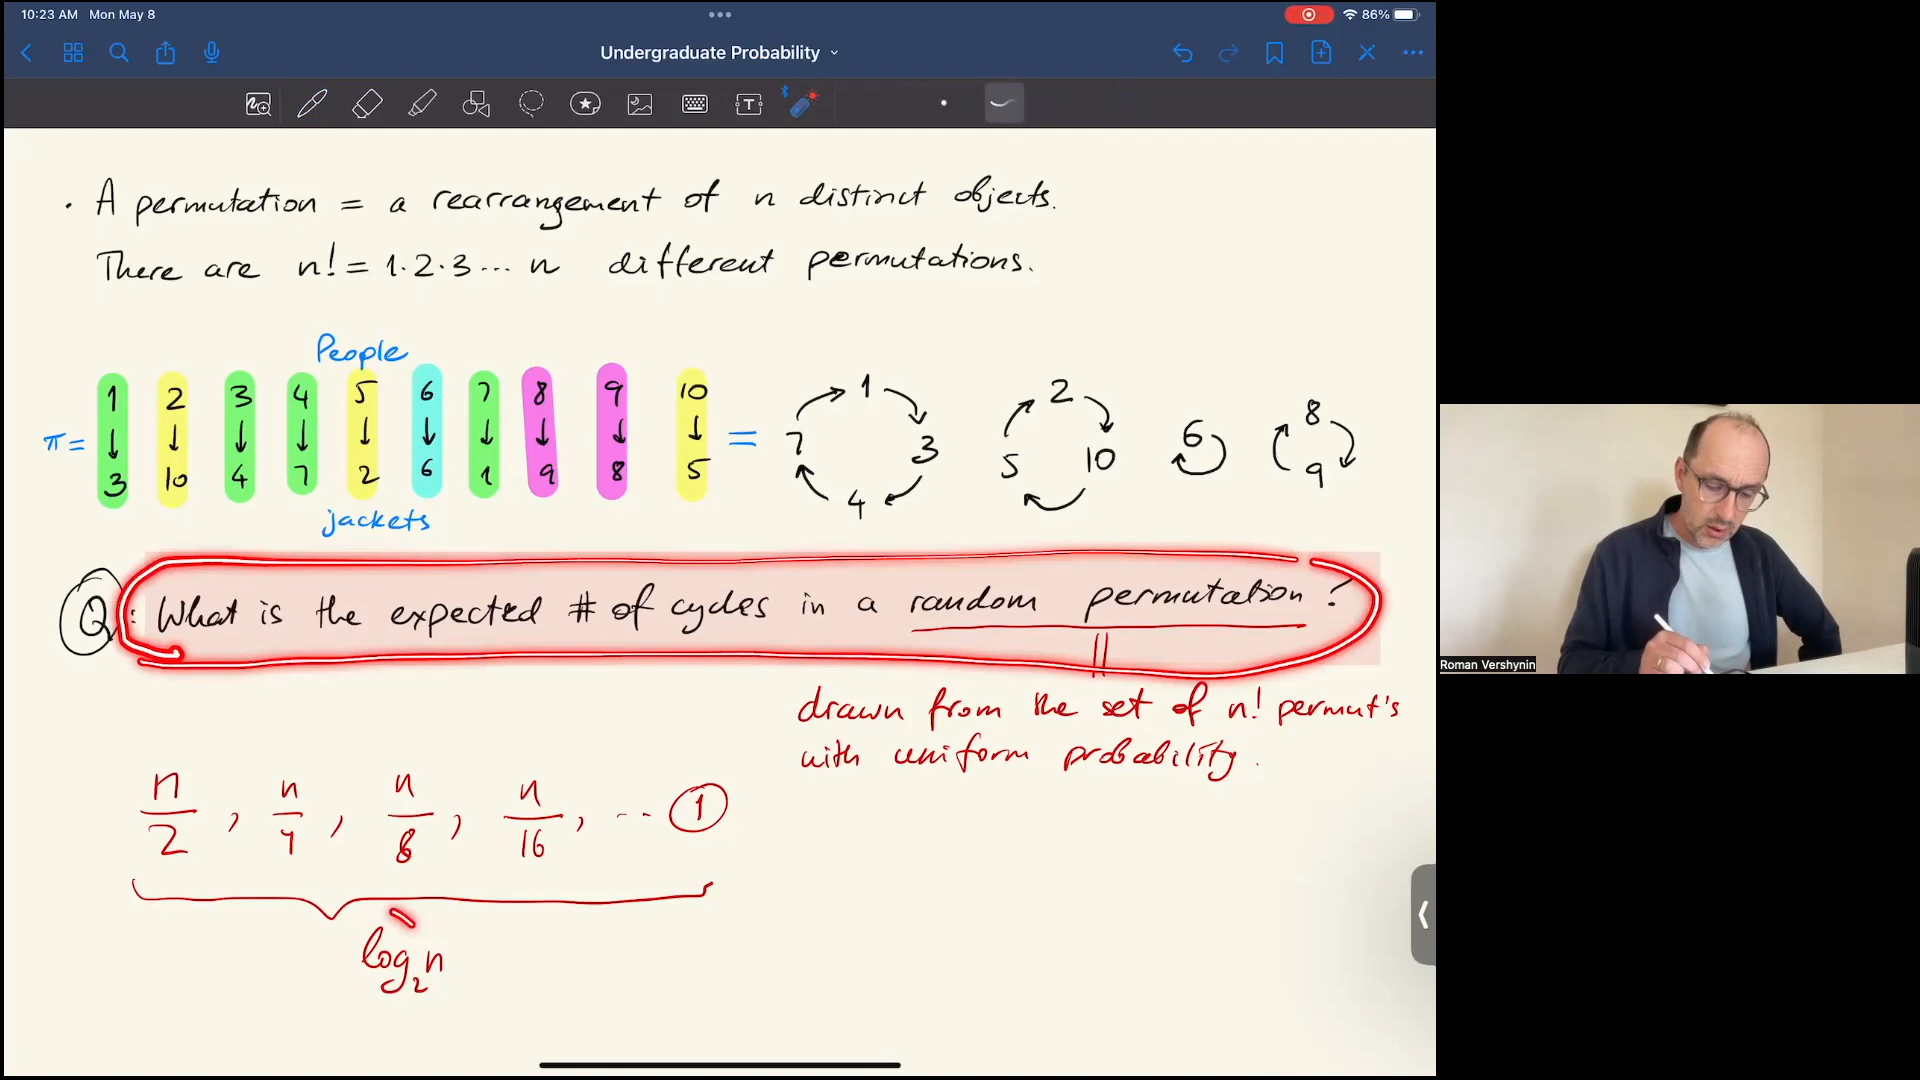 10:23 AM Mon May 8
86%
Undergraduate Probability
· A permutation = a rearrangement of n distinct objects.
There are n! = 1·2·3··· n different permutations.
People
π = 1 2 3 4 5 6 7 8 9 10 =
↓ ↓ ↓ ↓ ↓ ↓ ↓ ↓ ↓ ↓
3 10 4 7 2 6 1 9 8 5
jackets
1 3 4 7
2 10 5
6
8 9
Q: What is the expected # of cycles in a random permutation?
||
drawn from the set of n! permut's
with uniform probability.
n/2, n/4, n/8, n/16, ... 1
log₂n
Roman Vershynin